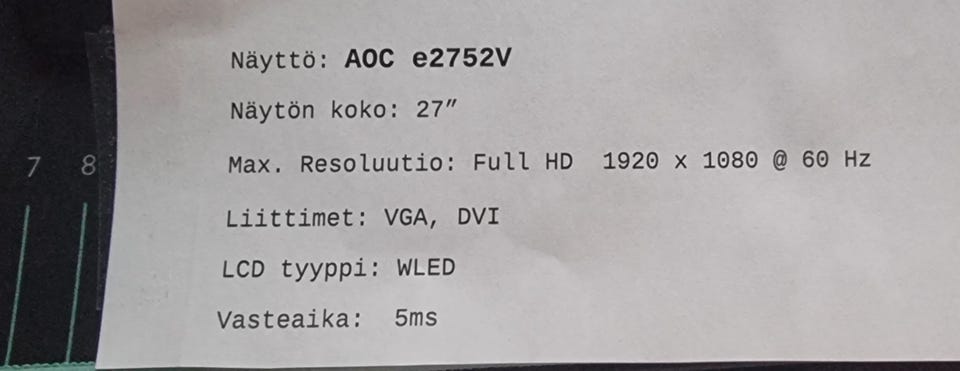 Näyttö: AOC e2752V
Näytön koko: 27”
Max. Resoluutio: Full HD  1920 x 1080 @ 60 Hz
Liittimet: VGA, DVI
LCD tyyppi: WLED
Vasteaika:  5ms
7 8